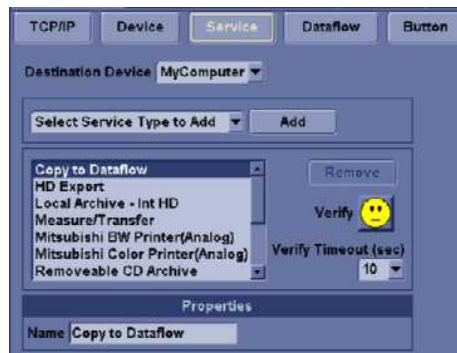 TCP/IP Device Service Dataflow Button
Destination Device MyComputer
Select Service Type to Add Add
Copy to Dataflow
HD Export
Local Archive - Int HD
Measure/Transfer
Mitsubishi BW Printer(Analog)
Mitsubishi Color Printer(Analog)
Removeable CD Archive
Remove
Verify
Verify Timeout (sec)
10
Properties
Name Copy to Dataflow